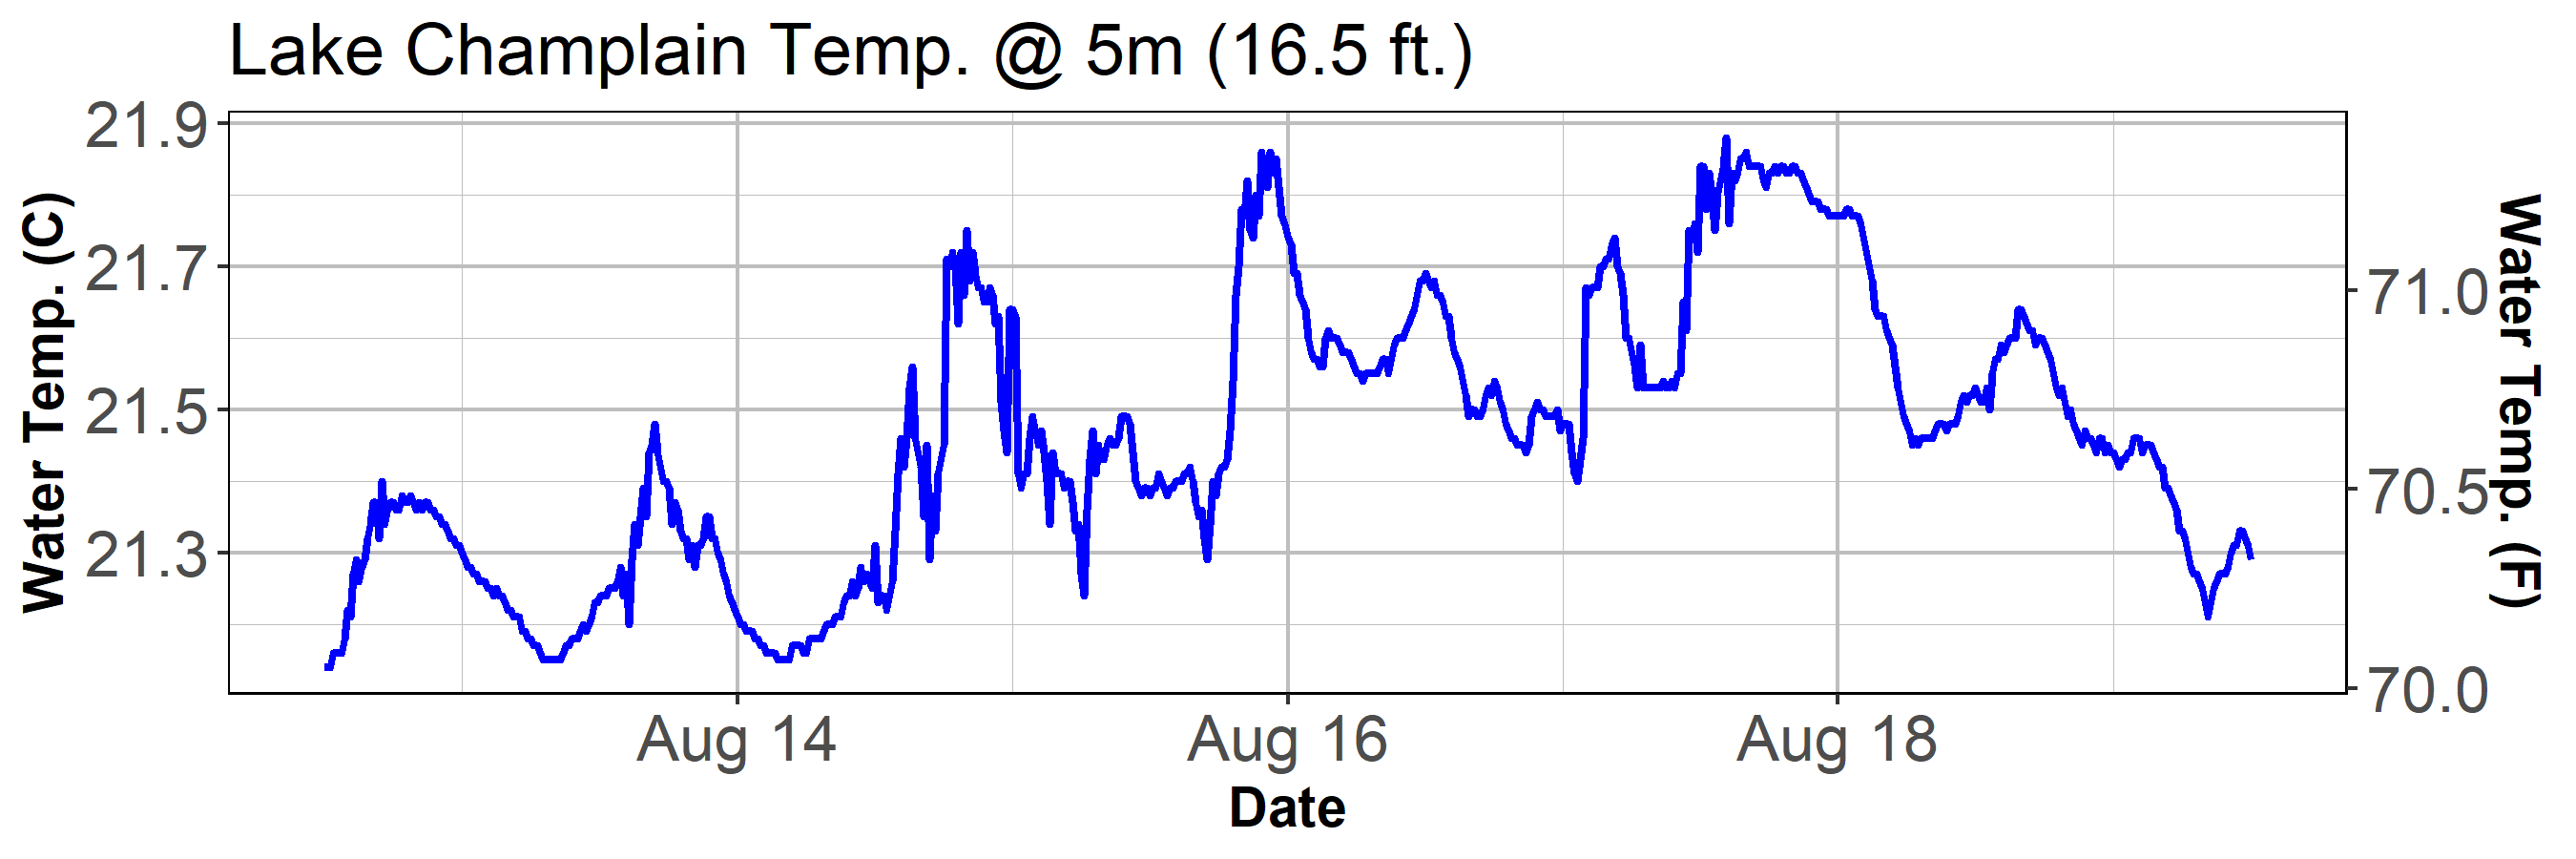 Lake Champlain Temp. @ 5m (16.5 ft.)
Water Temp. (C)
21.9
21.7
21.5
21.3
Water Temp. (F)
71.0
70.5
70.0
Aug 14 Aug 16 Aug 18
Date